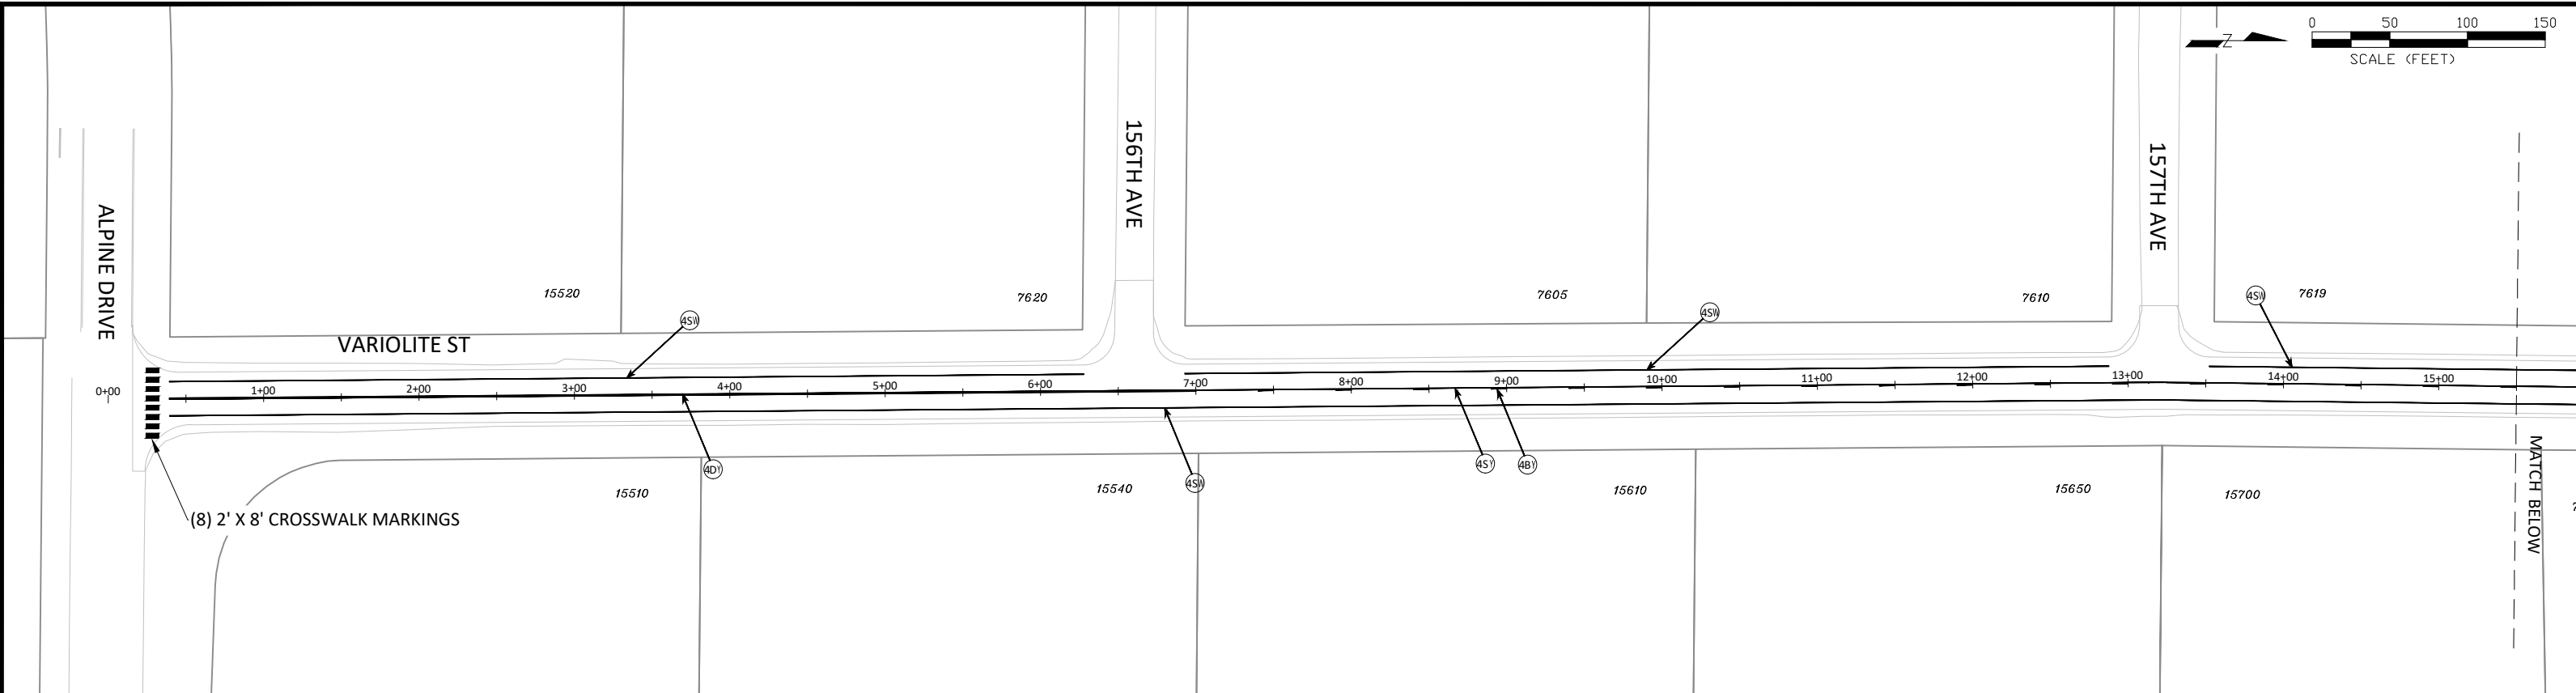 0 50 100 150
Z
SCALE (FEET)
ALPINE DRIVE
156TH AVE
157TH AVE
15520
7620
7605
7610
7619
4SW
4SW
4SW
VARIOLITE ST
0+00 1+00 2+00 3+00 4+00 5+00 6+00 7+00 8+00 9+00 10+00 11+00 12+00 13+00 14+00 15+00
4DY
4SW
4SY
4BY
15510
15540
15610
15650
15700
(8) 2' X 8' CROSSWALK MARKINGS
MATCH BELOW